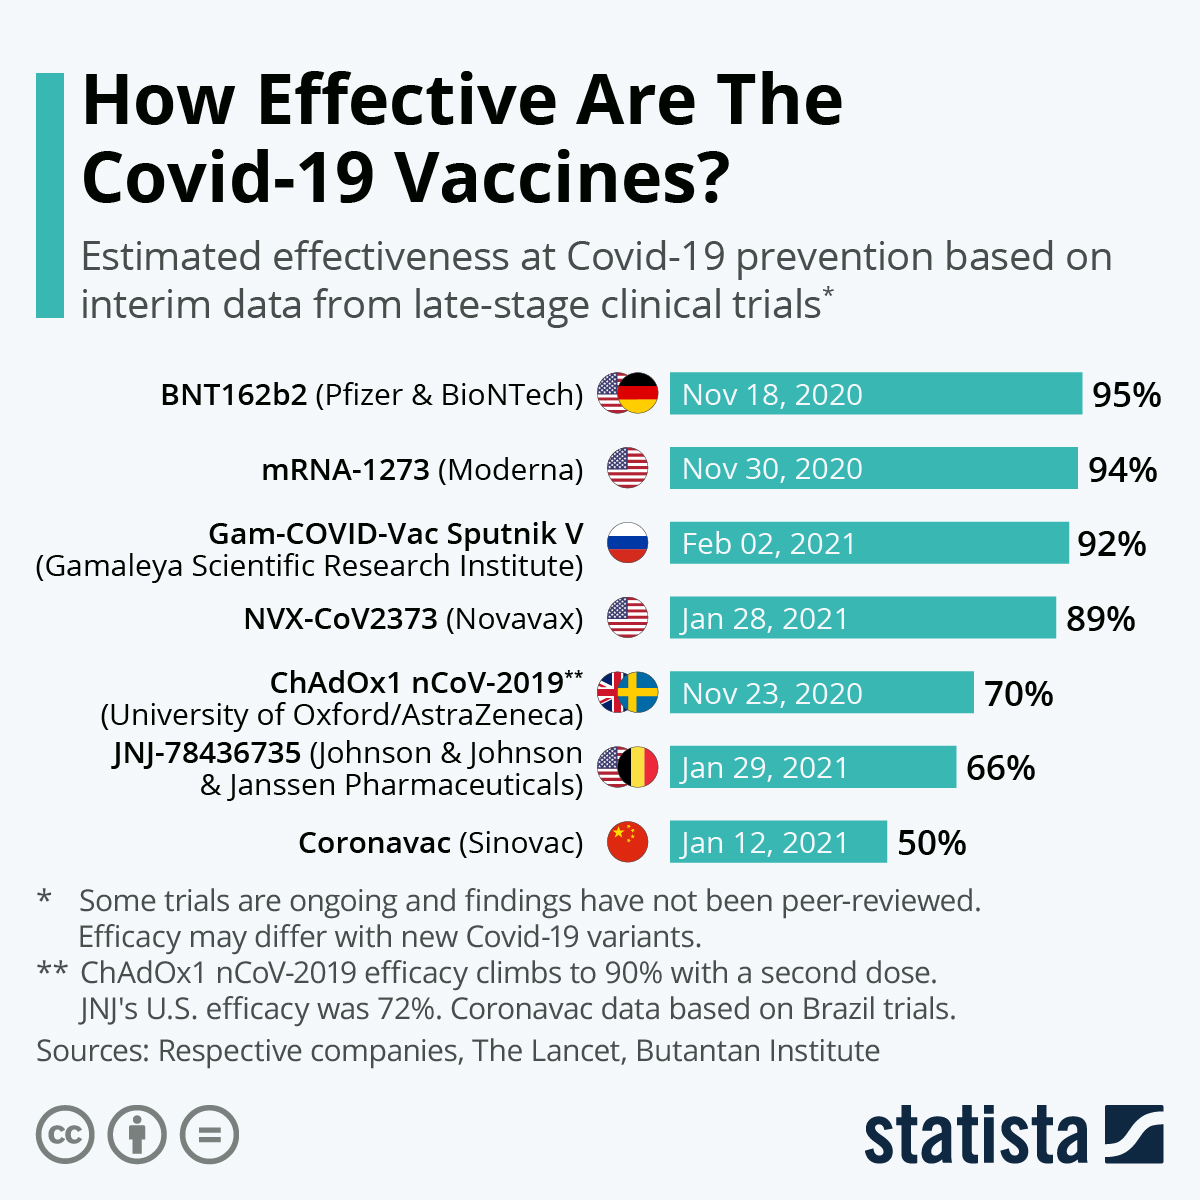 How Effective Are The
Covid-19 Vaccines?
Estimated effectiveness at Covid-19 prevention based on
interim data from late-stage clinical trials*
BNT162b2 (Pfizer & BioNTech) Nov 18, 2020 95%
mRNA-1273 (Moderna) Nov 30, 2020 94%
Gam-COVID-Vac Sputnik V
(Gamaleya Scientific Research Institute) Feb 02, 2021 92%
NVX-CoV2373 (Novavax) Jan 28, 2021 89%
ChAdOx1 nCoV-2019**
(University of Oxford/AstraZeneca) Nov 23, 2020 70%
JNJ-78436735 (Johnson & Johnson
& Janssen Pharmaceuticals) Jan 29, 2021 66%
Coronavac (Sinovac) Jan 12, 2021 50%
* Some trials are ongoing and findings have not been peer-reviewed.
Efficacy may differ with new Covid-19 variants.
** ChAdOx1 nCoV-2019 efficacy climbs to 90% with a second dose.
JNJ's U.S. efficacy was 72%. Coronavac data based on Brazil trials.
Sources: Respective companies, The Lancet, Butantan Institute
cc = statista